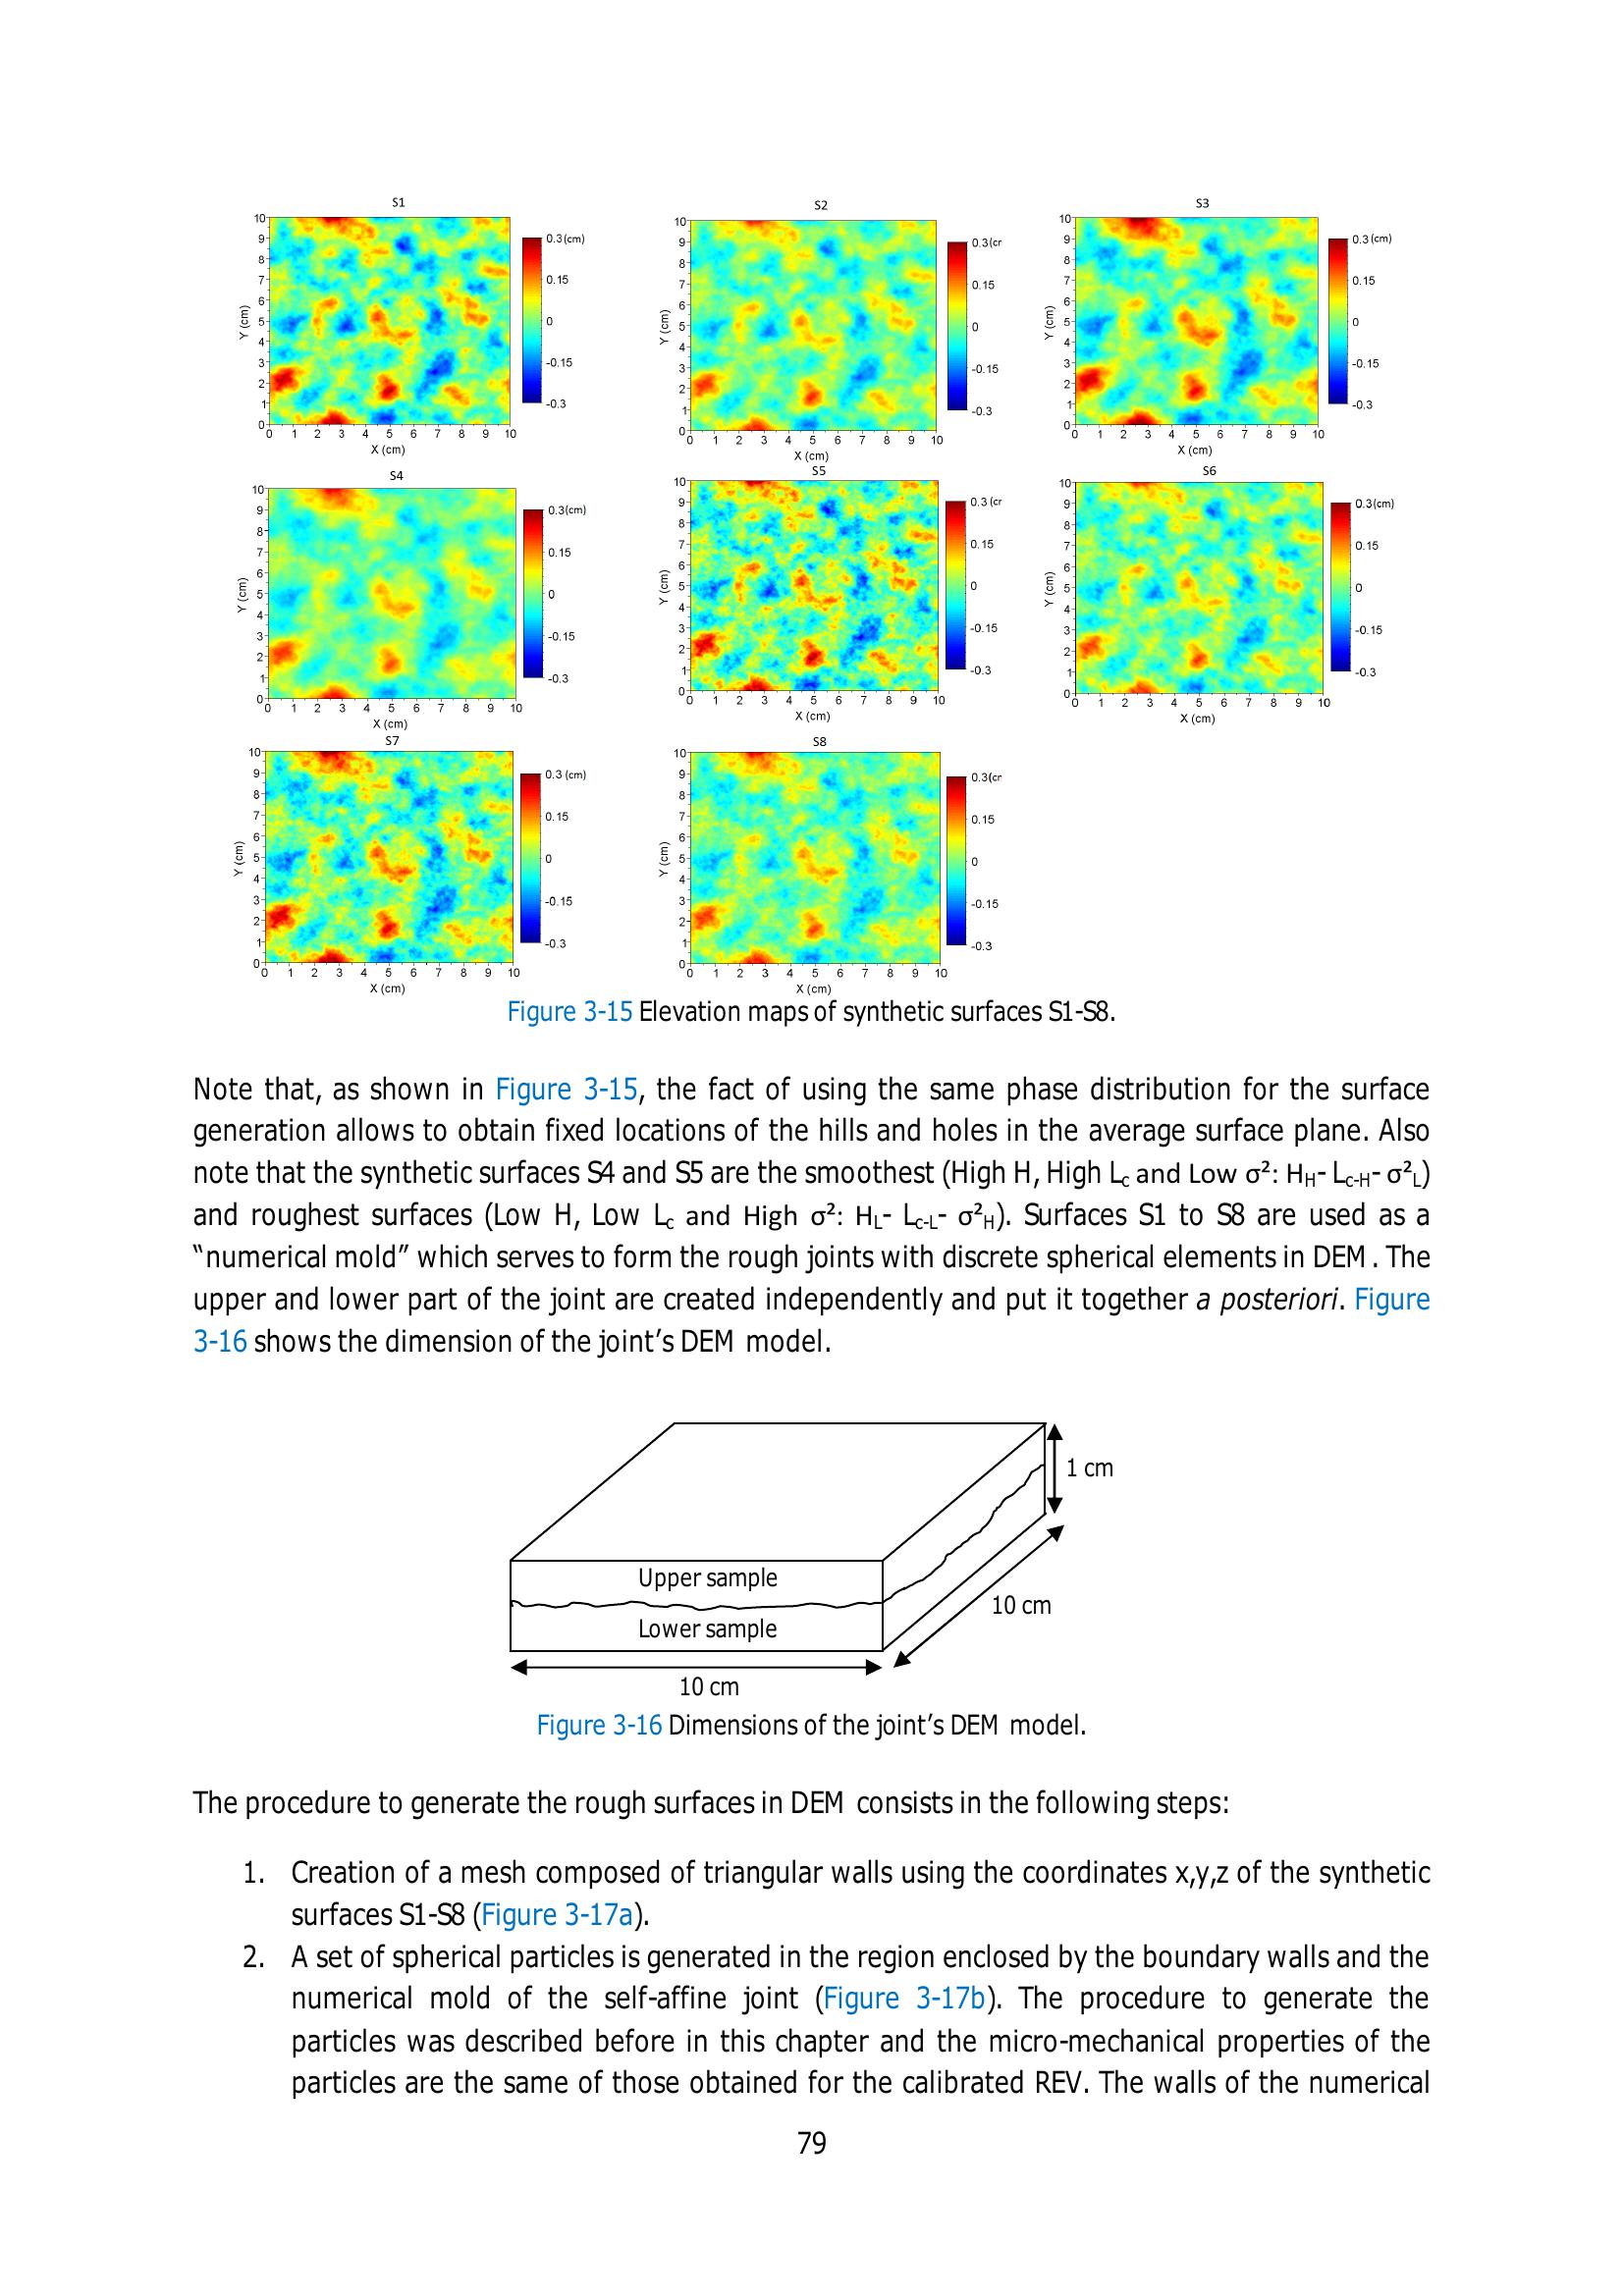 S1
S2
S3
10
9
8
7
6
5
4
3
2
1
0
Y (cm)
0 1 2 3 4 5 6 7 8 9 10
X (cm)
0.3 (cm)
0.15
0
-0.15
-0.3
10
9
8
7
6
5
4
3
2
1
0
Y (cm)
0 1 2 3 4 5 6 7 8 9 10
X (cm)
0.3 (cr
0.15
0
-0.15
-0.3
10
9
8
7
6
5
4
3
2
1
0
Y (cm)
0 1 2 3 4 5 6 7 8 9 10
X (cm)
0.3 (cm)
0.15
0
-0.15
-0.3
S4
S5
S6
10
9
8
7
6
5
4
3
2
1
0
Y (cm)
0 1 2 3 4 5 6 7 8 9 10
X (cm)
0.3 (cm)
0.15
0
-0.15
-0.3
10
9
8
7
6
5
4
3
2
1
0
Y (cm)
0 1 2 3 4 5 6 7 8 9 10
X (cm)
0.3 (cr
0.15
0
-0.15
-0.3
10
9
8
7
6
5
4
3
2
1
0
Y (cm)
0 1 2 3 4 5 6 7 8 9 10
X (cm)
0.3 (cm)
0.15
0
-0.15
-0.3
S7
S8
10
9
8
7
6
5
4
3
2
1
0
Y (cm)
0 1 2 3 4 5 6 7 8 9 10
X (cm)
0.3 (cm)
0.15
0
-0.15
-0.3
10
9
8
7
6
5
4
3
2
1
0
Y (cm)
0 1 2 3 4 5 6 7 8 9 10
X (cm)
0.3 (cr
0.15
0
-0.15
-0.3
Figure 3-15 Elevation maps of synthetic surfaces S1-S8.
Note that, as shown in Figure 3-15, the fact of using the same phase distribution for the surface
generation allows to obtain fixed locations of the hills and holes in the average surface plane. Also
note that the synthetic surfaces S4 and S5 are the smoothest (High H, High Lc and Low σ²: HH- Lc-H- σ²L)
and roughest surfaces (Low H, Low Lc and High σ²: HL- Lc-L- σ²H). Surfaces S1 to S8 are used as a
“numerical mold” which serves to form the rough joints with discrete spherical elements in DEM . The
upper and lower part of the joint are created independently and put it together a posteriori. Figure
3-16 shows the dimension of the joint’s DEM model.
1 cm
Upper sample
10 cm
Lower sample
10 cm
Figure 3-16 Dimensions of the joint’s DEM model.
The procedure to generate the rough surfaces in DEM consists in the following steps:
1. Creation of a mesh composed of triangular walls using the coordinates x,y,z of the synthetic
surfaces S1-S8 (Figure 3-17a).
2. A set of spherical particles is generated in the region enclosed by the boundary walls and the
numerical mold of the self-affine joint (Figure 3-17b). The procedure to generate the
particles was described before in this chapter and the micro-mechanical properties of the
particles are the same of those obtained for the calibrated REV. The walls of the numerical
79